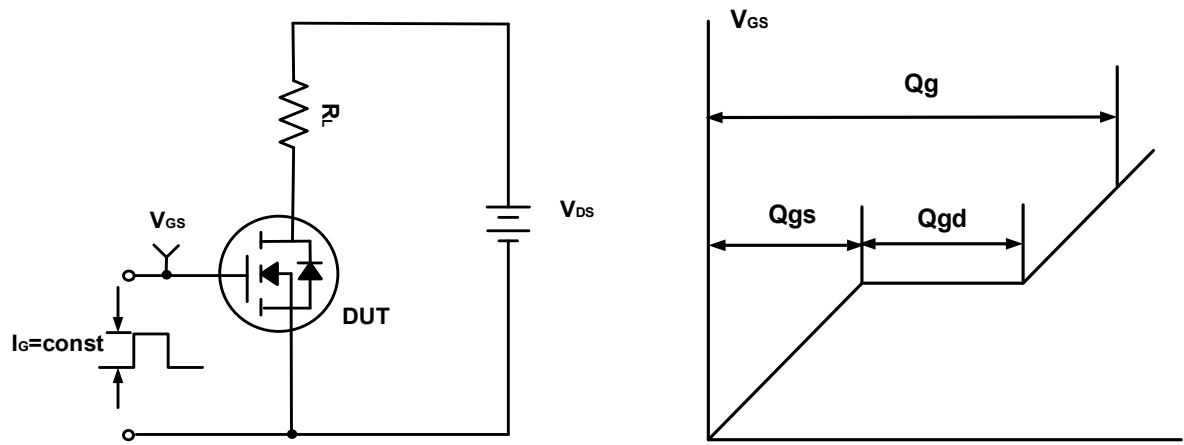 RL
VGS
VDS
DUT
IG=const
VGS
Qg
Qgs
Qgd